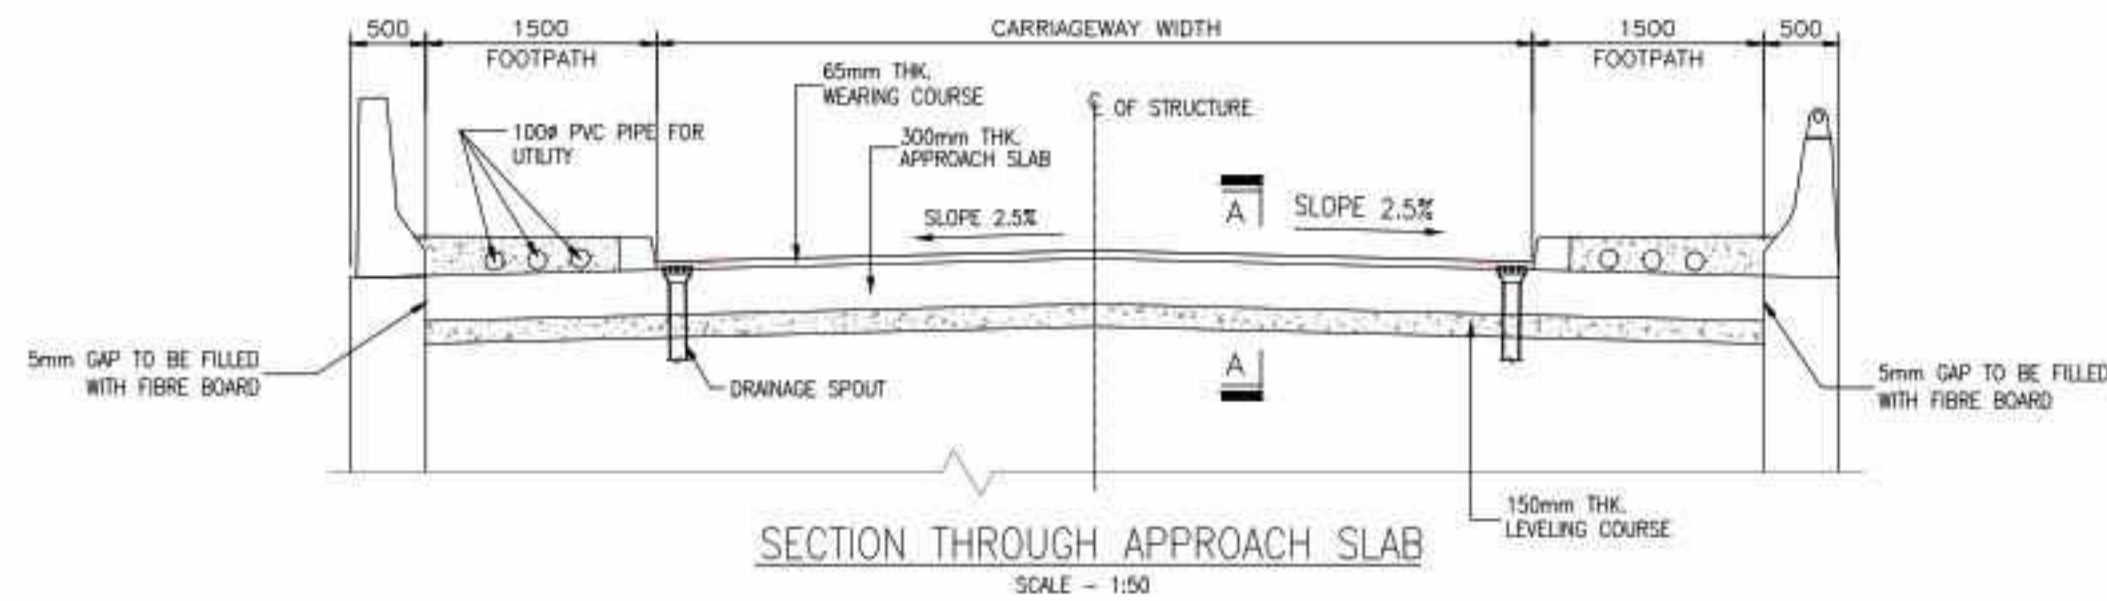 500
1500
FOOTPATH
CARRIAGEWAY WIDTH
1500
FOOTPATH
500
65mm THK.
WEARING COURSE
℄ OF STRUCTURE
100ø PVC PIPE FOR
UTILITY
300mm THK.
APPROACH SLAB
SLOPE 2.5%
A
SLOPE 2.5%
5mm GAP TO BE FILLED
WITH FIBRE BOARD
DRAINAGE SPOUT
A
5mm GAP TO BE FILLED
WITH FIBRE BOARD
150mm THK.
LEVELING COURSE
SECTION THROUGH APPROACH SLAB
SCALE - 1:50